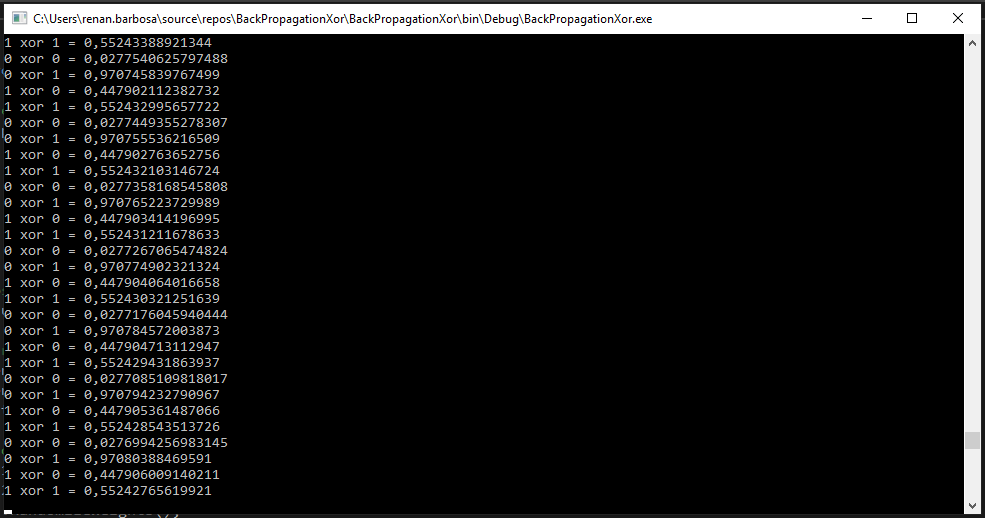 C:\Users\renan.barbosa\source\repos\BackPropagationXor\BackPropagationXor\bin\Debug\BackPropagationXor.exe
1 xor 1 = 0,55243388921344
0 xor 0 = 0,0277540625797488
0 xor 1 = 0,970745839767499
1 xor 0 = 0,447902112382732
1 xor 1 = 0,552432995657722
0 xor 0 = 0,0277449355278307
0 xor 1 = 0,970755536216509
1 xor 0 = 0,447902763652756
1 xor 1 = 0,552432103146724
0 xor 0 = 0,0277358168545808
0 xor 1 = 0,970765223729989
1 xor 0 = 0,447903414196995
1 xor 1 = 0,552431211678633
0 xor 0 = 0,0277267065474824
0 xor 1 = 0,970774902321324
1 xor 0 = 0,447904064016658
1 xor 1 = 0,552430321251639
0 xor 0 = 0,0277176045940444
0 xor 1 = 0,970784572003873
1 xor 0 = 0,447904713112947
1 xor 1 = 0,552429431863937
0 xor 0 = 0,0277085109818017
0 xor 1 = 0,970794232790967
1 xor 0 = 0,447905361487066
1 xor 1 = 0,552428543513726
0 xor 0 = 0,0276994256983145
0 xor 1 = 0,97080388469591
1 xor 0 = 0,447906009140211
1 xor 1 = 0,55242765619921